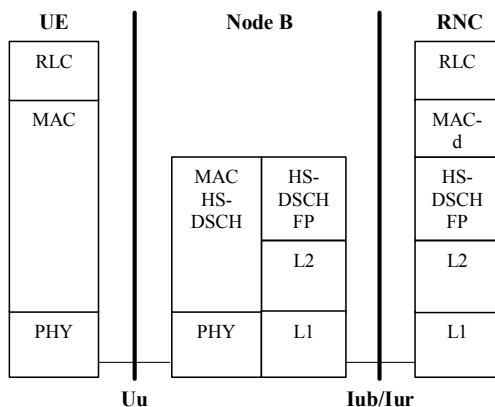 UE
Node B
RNC
RLC
MAC
PHY
MAC
HS-
DSCH
PHY
HS-
DSCH
FP
L2
L1
RLC
MAC-
d
HS-
DSCH
FP
L2
L1
Uu
Iub/Iur